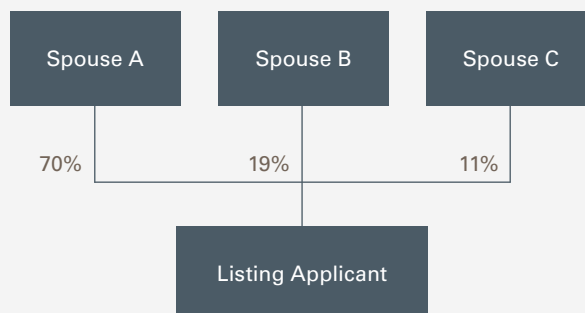 Spouse A
Spouse B
Spouse C
70%
19%
11%
Listing Applicant